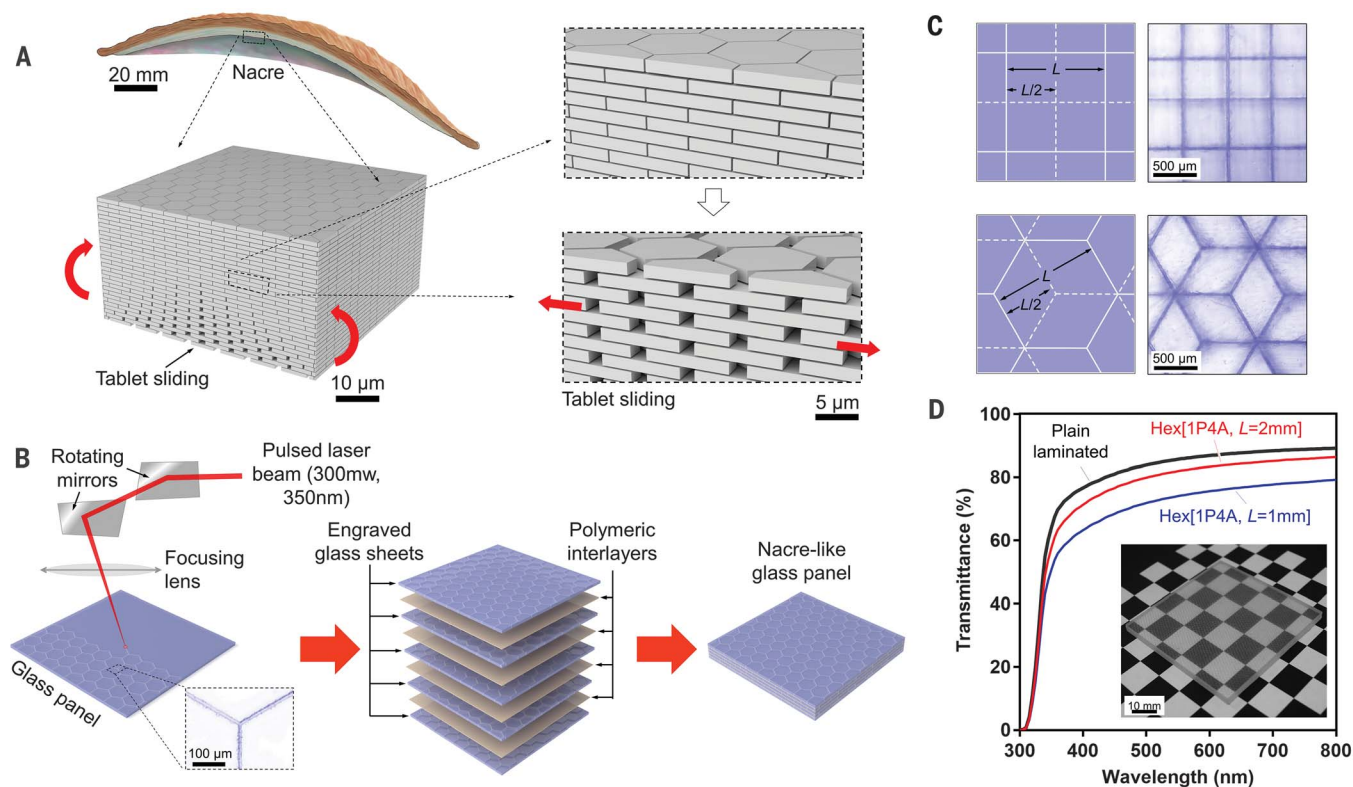 A
20 mm
Nacre
Tablet sliding
10 μm
Tablet sliding
5 μm
B
Rotating
mirrors
Pulsed laser
beam (300mw,
350nm)
Focusing
lens
Glass panel
100 μm
Engraved
glass sheets
Polymeric
interlayers
Nacre-like
glass panel
C
L
L/2
500 μm
L
L/2
500 μm
D
100
80
60
40
20
0
Transmittance (%)
Plain
laminated
Hex[1P4A, L=2mm]
Hex[1P4A, L=1mm]
10 mm
300
400
500
600
700
800
Wavelength (nm)